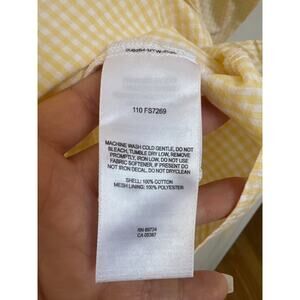 110 FS7269
MACHINE WASH COLD GENTLE, DO NOT
BLEACH, TUMBLE DRY LOW, REMOVE
PROMPTLY, IRON LOW, DO NOT USE
FABRIC SOFTENER, IF PRESENT DO
NOT IRON DECAL, DO NOT DRYCLEAN
SHELL: 100% COTTON
MESH LINING: 100% POLYESTER
RN 89724
CA 05367